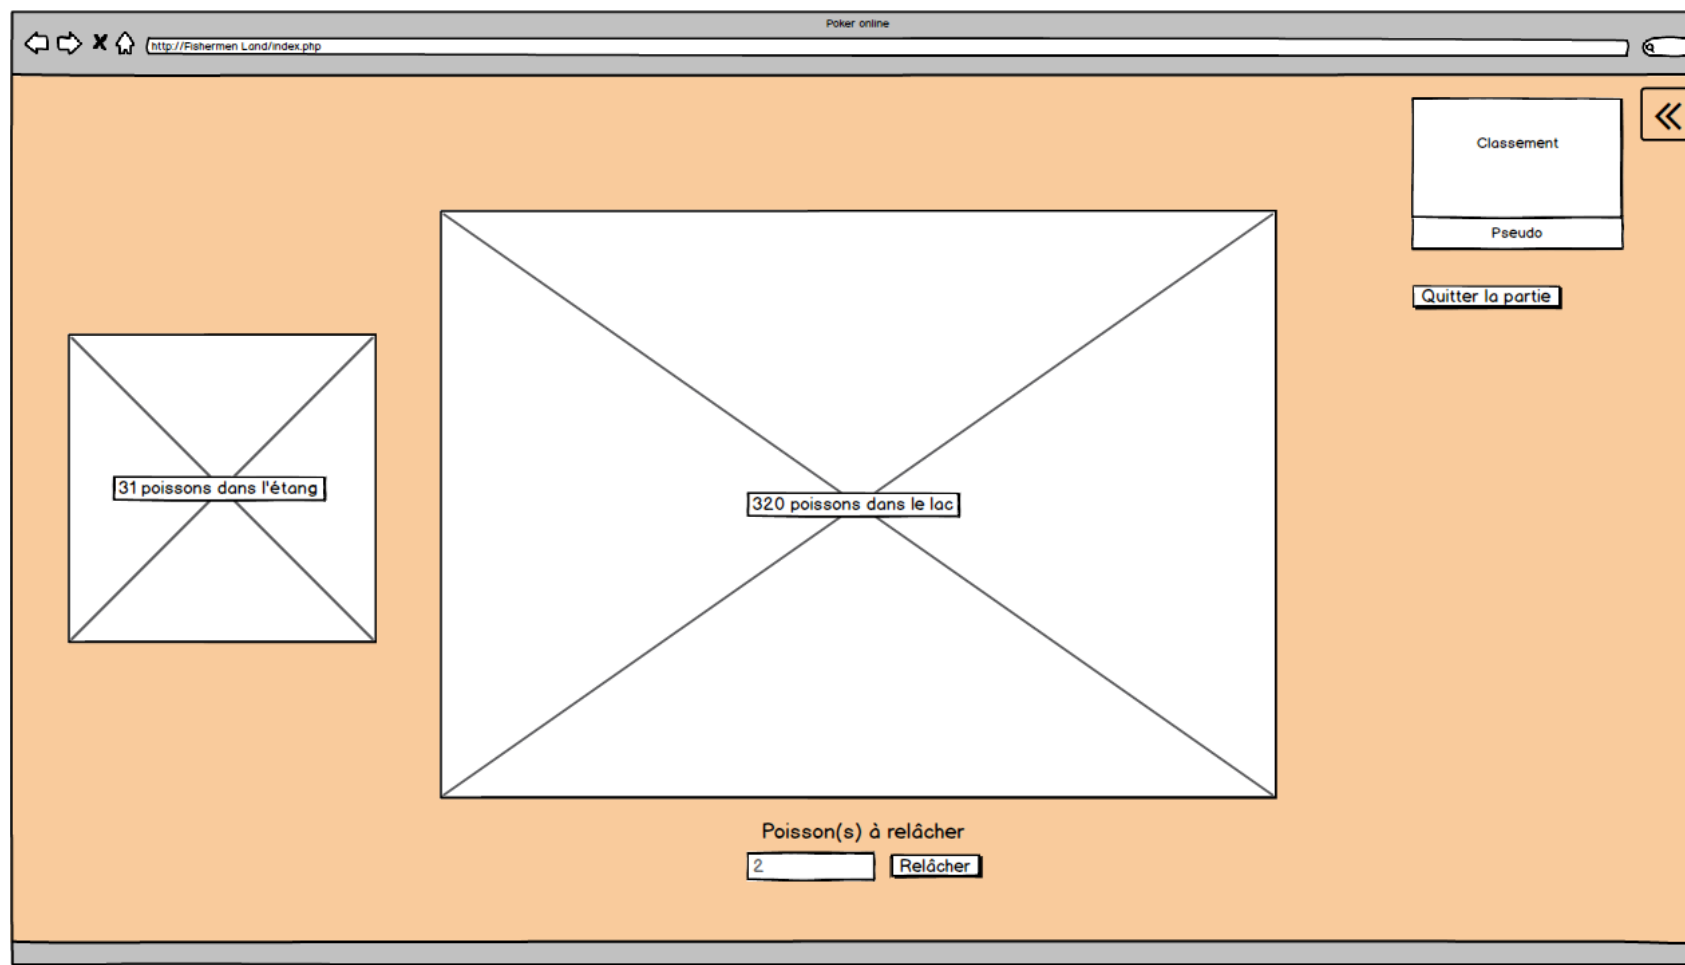 Poker online
http://Fishermen Land/index.php
Classement
Pseudo
Quitter la partie
31 poissons dans l'étang
320 poissons dans le lac
Poisson(s) à relâcher
2
Relâcher